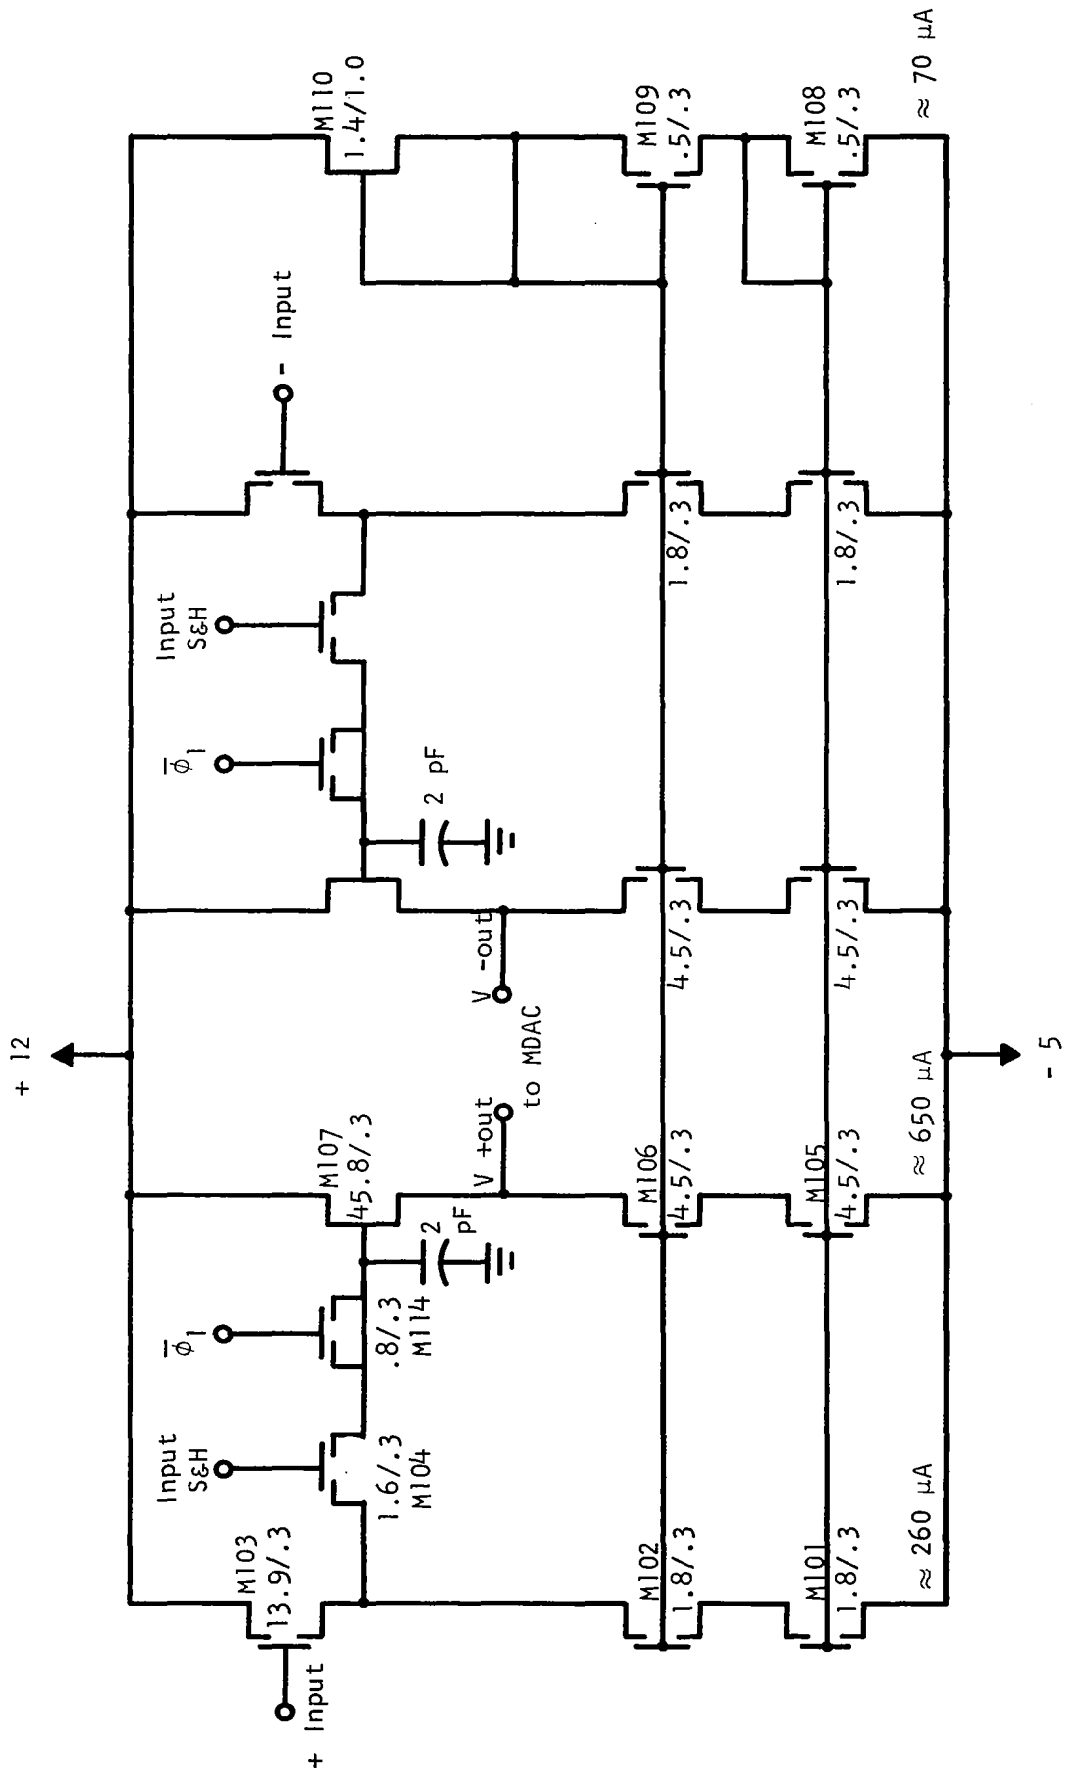 + 12
Input
S&H
φ̄1
φ̄1
Input
S&H
+ Input
M103
13.9/.3
1.6/.3
M104
.8/.3
M114
2
pF
M107
45.8/.3
V +out
to MDAC
V -out
2 pF
- Input
M110
1.4/1.0
M102
1.8/.3
M106
4.5/.3
4.5/.3
1.8/.3
M109
.5/.3
M101
1.8/.3
M105
4.5/.3
4.5/.3
1.8/.3
M108
.5/.3
≈ 260 μA
≈ 650 μA
≈ 70 μA
- 5